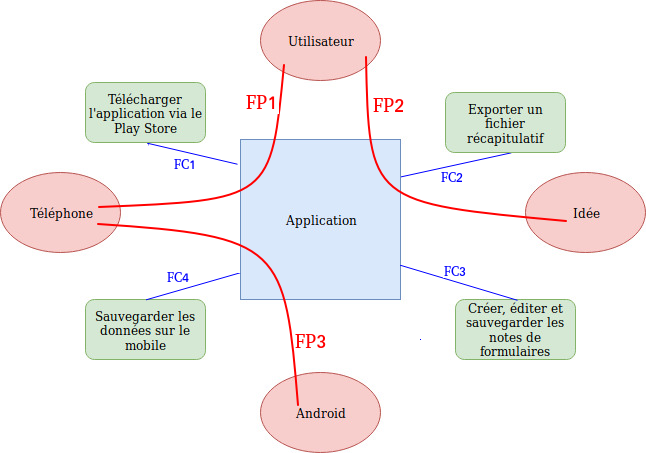 Utilisateur
Télécharger
l'application via le
Play Store
FP1
FP2
Exporter un
fichier
récapitulatif
FC1
FC2
Téléphone
Application
Idée
FC4
FC3
Sauvegarder les
données sur le
mobile
Créer, éditer et
sauvegarder les
notes de
formulaires
FP3
Android